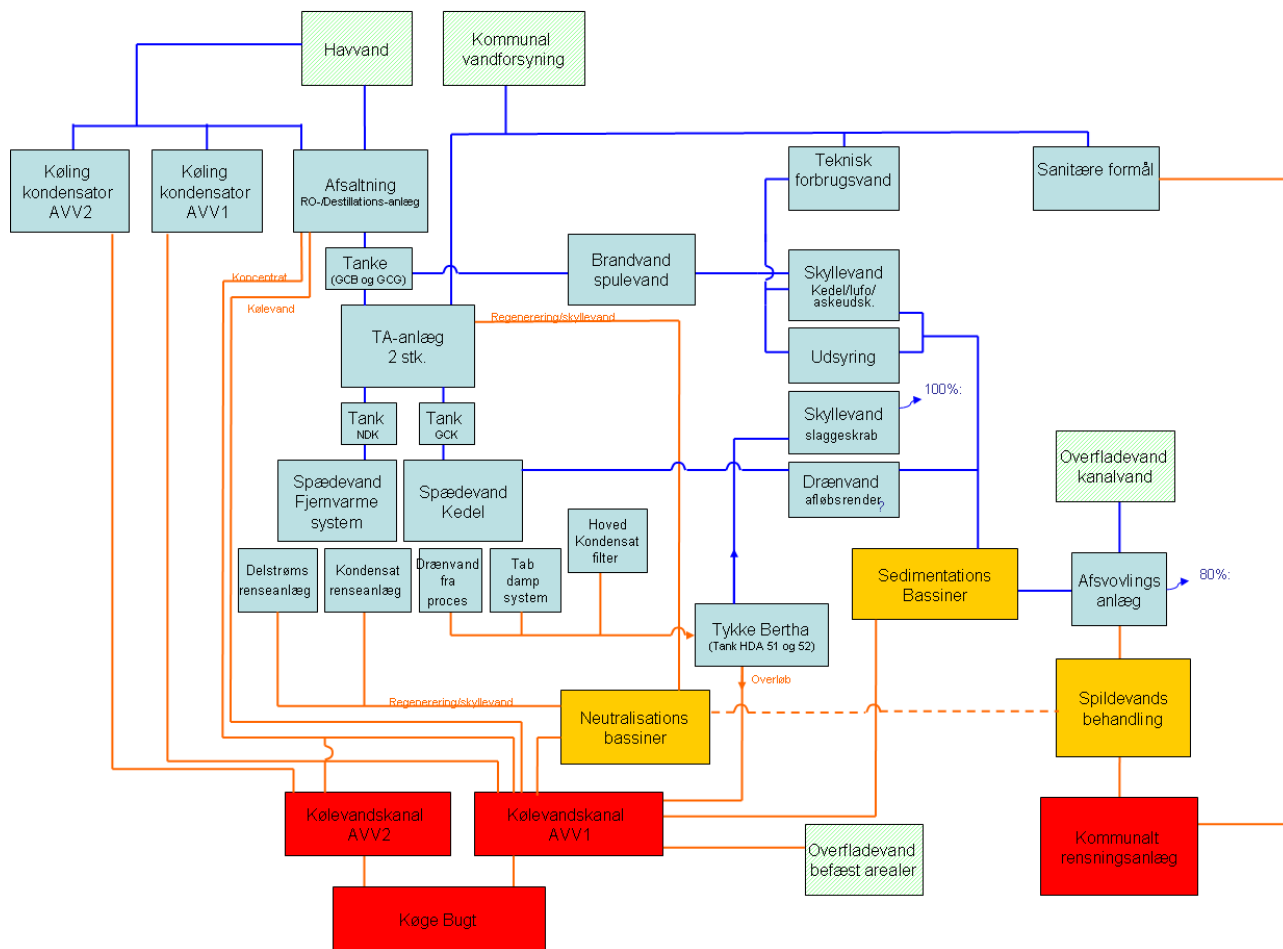 Havvand
Kommunal
vandforsyning
Køling
kondensator
AVV2
Køling
kondensator
AVV1
Afsaltning
RO-/Destillations-anlæg
Teknisk
forbrugsvand
Sanitære formål
Tanke
(GCB og GCG)
Brandvand
spulevand
Skyllevand
Kedel/lufo/
askeudsk.
Koncentrat
Kølevand
Regenerering/skyllevand
TA-anlæg
2 stk.
Udsyring
100%:
Tank
NDK
Tank
GCK
Skyllevand
slaggeskrab
Overfladevand
kanalvand
Spædevand
Fjernvarme
system
Spædevand
Kedel
Drænvand
afløbsrender
?
Hoved
Kondensat
filter
Delstrøms
renseanlæg
Kondensat
renseanlæg
Drænvand
fra
proces
Tab
damp
system
Sedimentations
Bassiner
Afsvovlings
anlæg
80%:
Tykke Bertha
(Tank HDA 51 og 52)
Overløb
Regenerering/skyllevand
Neutralisations
bassiner
Spildevands
behandling
Kølevandskanal
AVV2
Kølevandskanal
AVV1
Overfladevand
befæst arealer
Kommunalt
rensningsanlæg
Køge Bugt